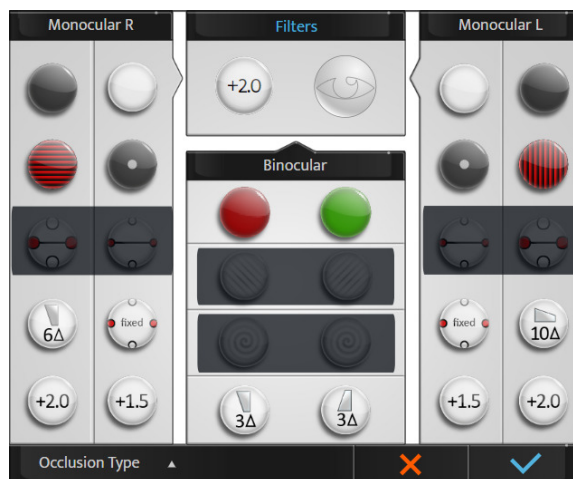 Monocular R
Filters
Monocular L
+2.0
Binocular
6Δ
fixed
fixed
10Δ
+2.0
+1.5
3Δ
3Δ
+1.5
+2.0
Occlusion Type